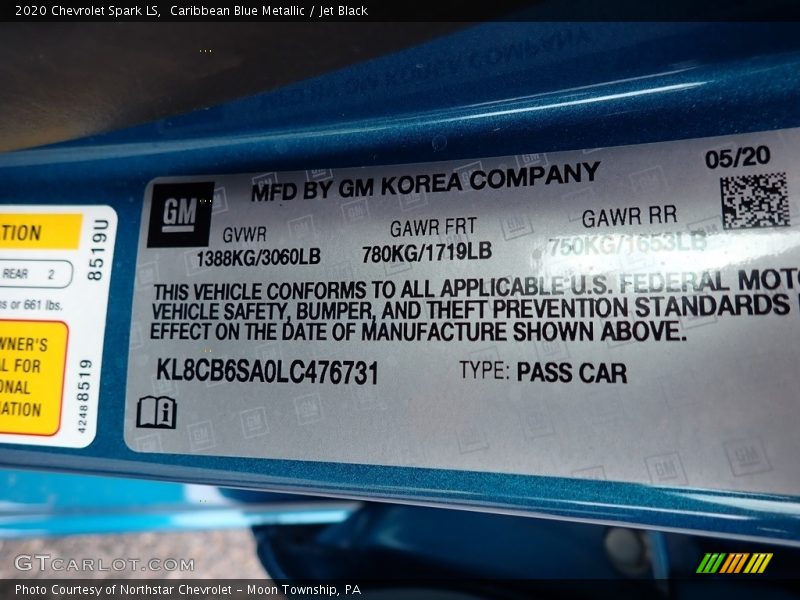 2020 Chevrolet Spark LS, Caribbean Blue Metallic / Jet Black
MFD BY GM KOREA COMPANY
05/20
GM
GVWR
GAWR FRT
GAWR RR
1388KG/3060LB
780KG/1719LB
750KG/1653LB
THIS VEHICLE CONFORMS TO ALL APPLICABLE U.S. FEDERAL MOTO
VEHICLE SAFETY, BUMPER, AND THEFT PREVENTION STANDARDS
EFFECT ON THE DATE OF MANUFACTURE SHOWN ABOVE.
KL8CB6SA0LC476731
TYPE: PASS CAR
TION
REAR 2
8519U
s or 661 lbs.
WNER'S
L FOR
ONAL
ATION
42488519
GTCARLOT.COM
Photo Courtesy of Northstar Chevrolet - Moon Township, PA